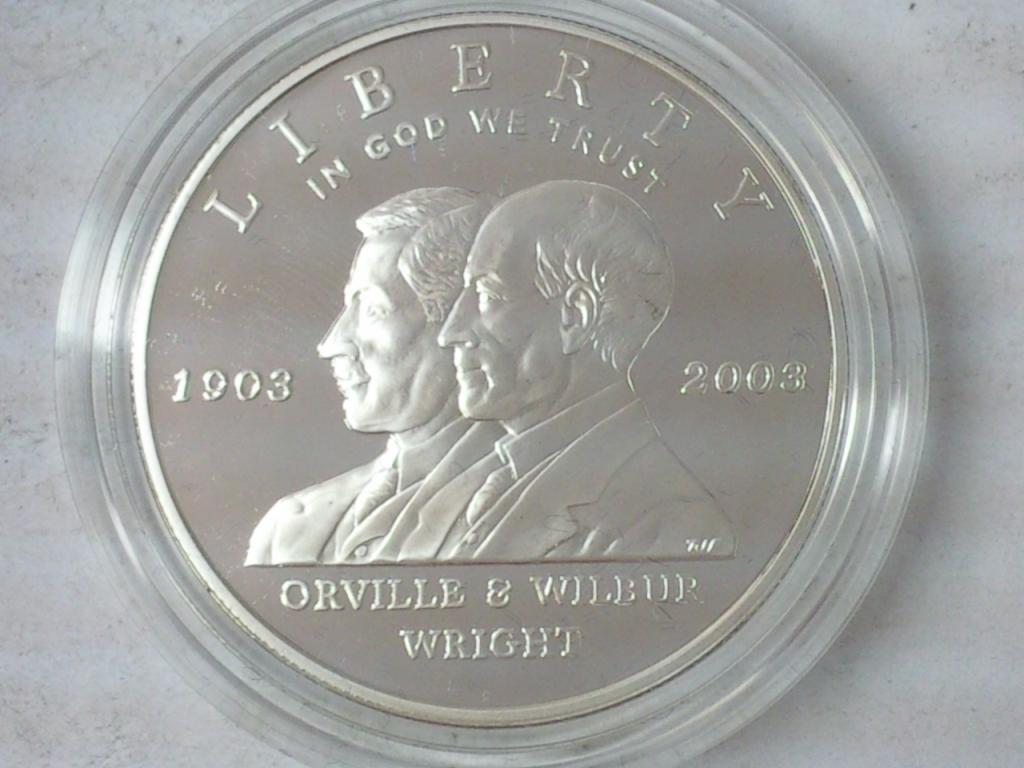 LIBERTY
IN GOD WE TRUST
1903
2003
ORVILLE & WILBUR
WRIGHT